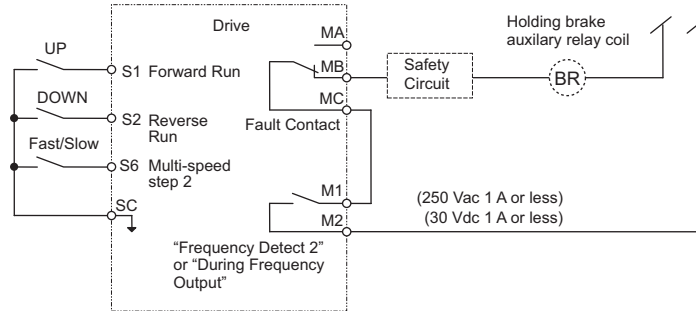 Drive
Holding brake
auxilary relay coil
UP
MA
S1 Forward Run
MB
Safety
Circuit
BR
DOWN
MC
S2 Reverse
Run
Fault Contact
Fast/Slow
S6 Multi-speed
step 2
M1
(250 Vac 1 A or less)
SC
M2
(30 Vdc 1 A or less)
“Frequency Detect 2”
or “During Frequency
Output”